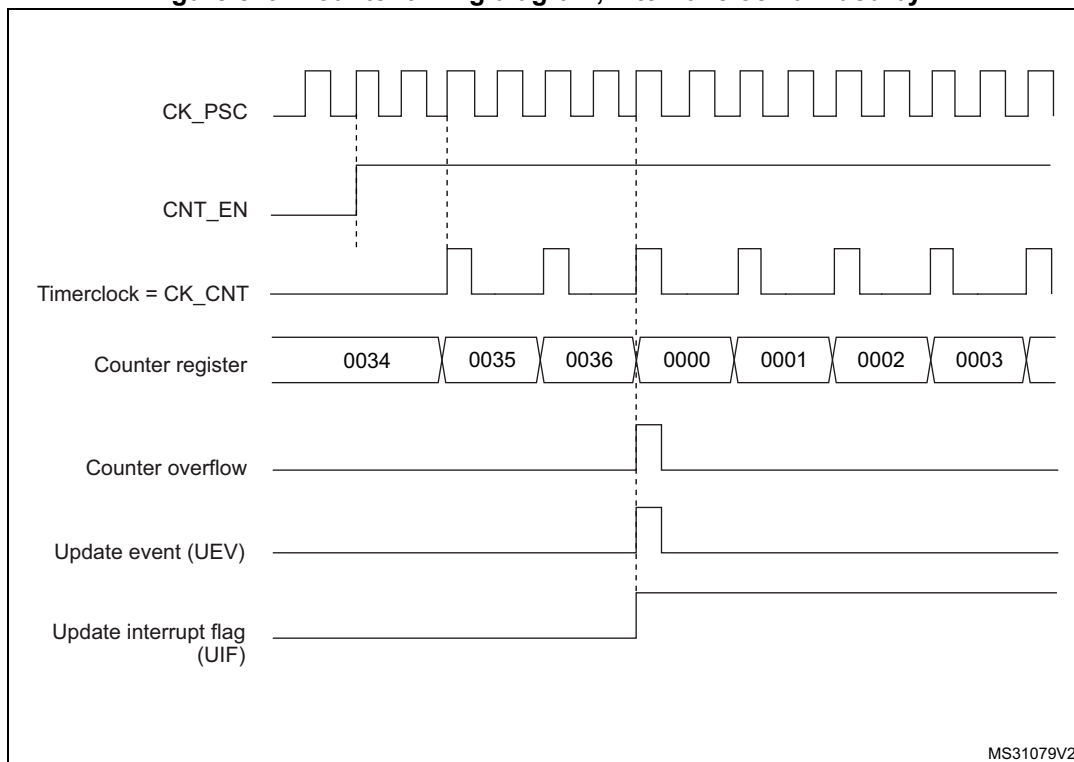 CK_PSC
CNT_EN
Timerclock = CK_CNT
Counter register
0034 0035 0036 0000 0001 0002 0003
Counter overflow
Update event (UEV)
Update interrupt flag
(UIF)
MS31079V2